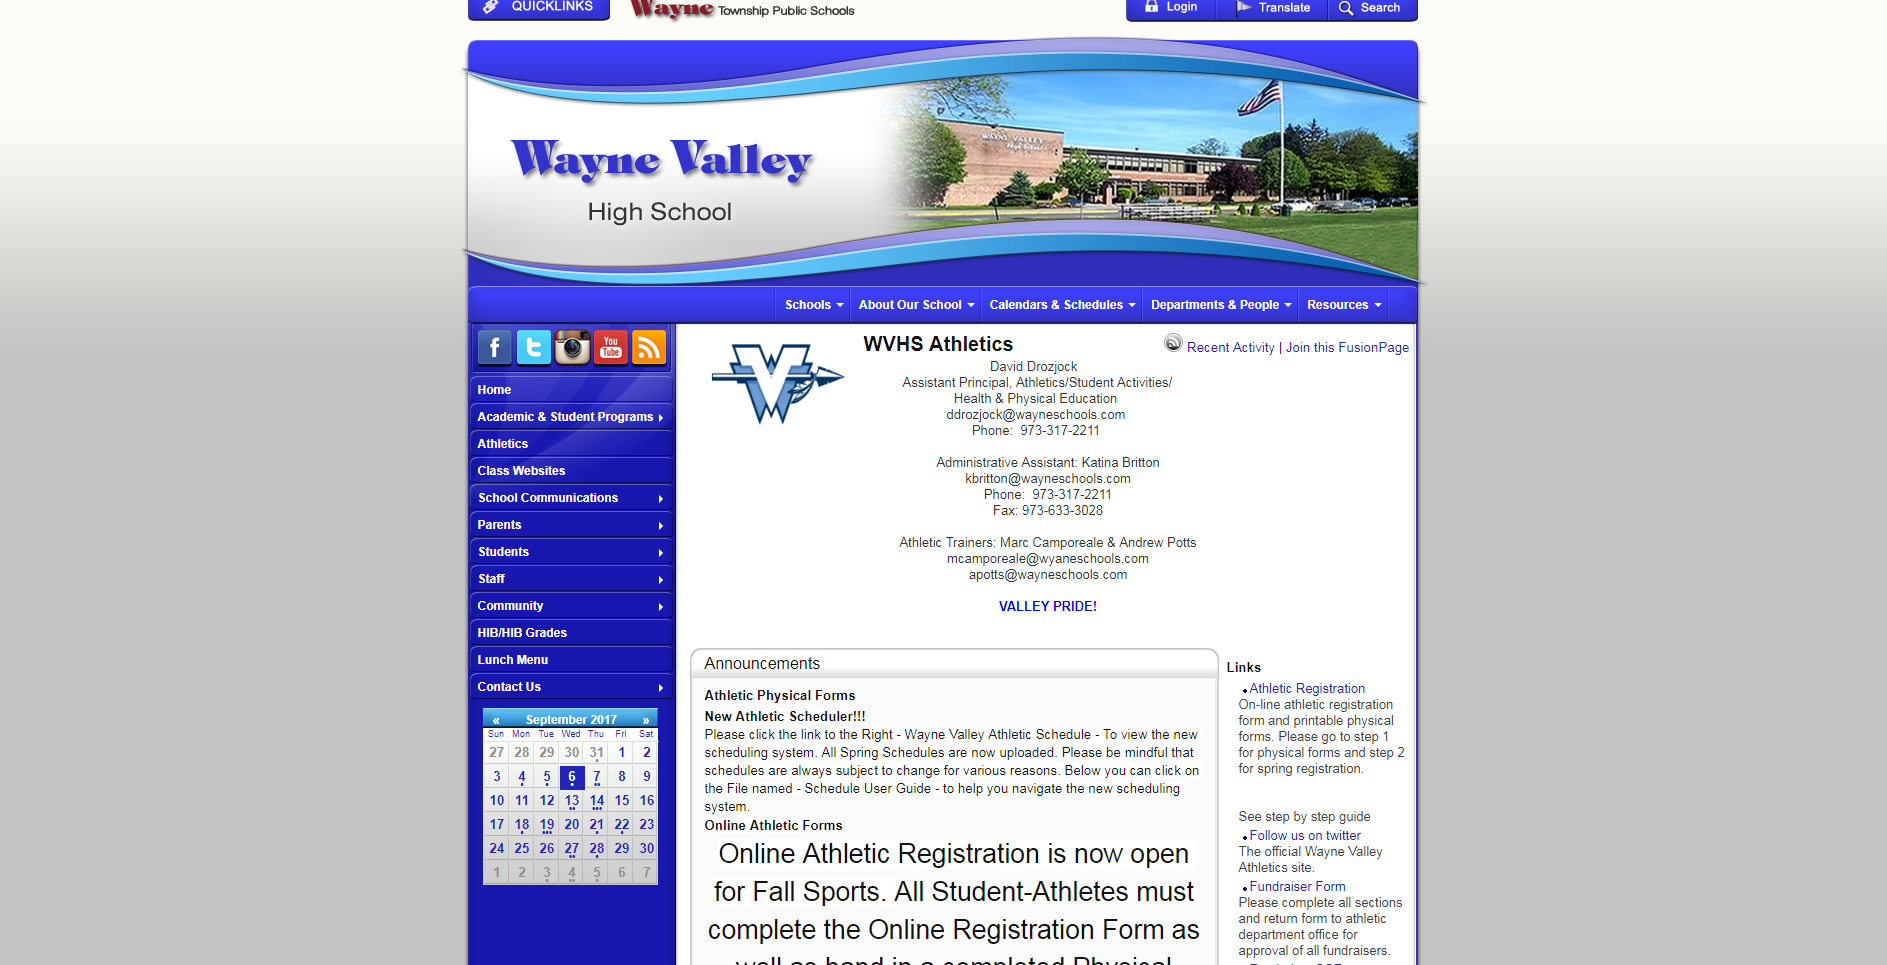 QUICKLINKS
Wayne Township Public Schools
Login
Translate
Search
Wayne Valley
High School
WAYNE VALLEY
High School
Schools
About Our School
Calendars & Schedules
Departments & People
Resources
f
t
You
Tube
Home
Academic & Student Programs
Athletics
Class Websites
School Communications
Parents
Students
Staff
Community
HIB/HIB Grades
Lunch Menu
Contact Us
« September 2017 »
Sun Mon Tue Wed Thu Fri Sat
27 28 29 30 31 1 2
3 4 5 6 7 8 9
10 11 12 13 14 15 16
17 18 19 20 21 22 23
24 25 26 27 28 29 30
1 2 3 4 5 6 7
WVHS Athletics
Recent Activity | Join this FusionPage
David Drozjock
Assistant Principal, Athletics/Student Activities/
Health & Physical Education
ddrozjock@wayneschools.com
Phone:  973-317-2211
Administrative Assistant: Katina Britton
kbritton@wayneschools.com
Phone:  973-317-2211
Fax: 973-633-3028
Athletic Trainers: Marc Camporeale & Andrew Potts
mcamporeale@wyaneschools.com
apotts@wayneschools.com
VALLEY PRIDE!
Announcements
Athletic Physical Forms
New Athletic Scheduler!!!
Please click the link to the Right - Wayne Valley Athletic Schedule - To view the new
scheduling system. All Spring Schedules are now uploaded. Please be mindful that
schedules are always subject to change for various reasons. Below you can click on
the File named - Schedule User Guide - to help you navigate the new scheduling
system.
Online Athletic Forms
Online Athletic Registration is now open
for Fall Sports. All Student-Athletes must
complete the Online Registration Form as
well as hand in a completed Physical
Links
Athletic Registration
On-line athletic registration
form and printable physical
forms. Please go to step 1
for physical forms and step 2
for spring registration.
See step by step guide
Follow us on twitter
The official Wayne Valley
Athletics site.
Fundraiser Form
Please complete all sections
and return form to athletic
department office for
approval of all fundraisers.